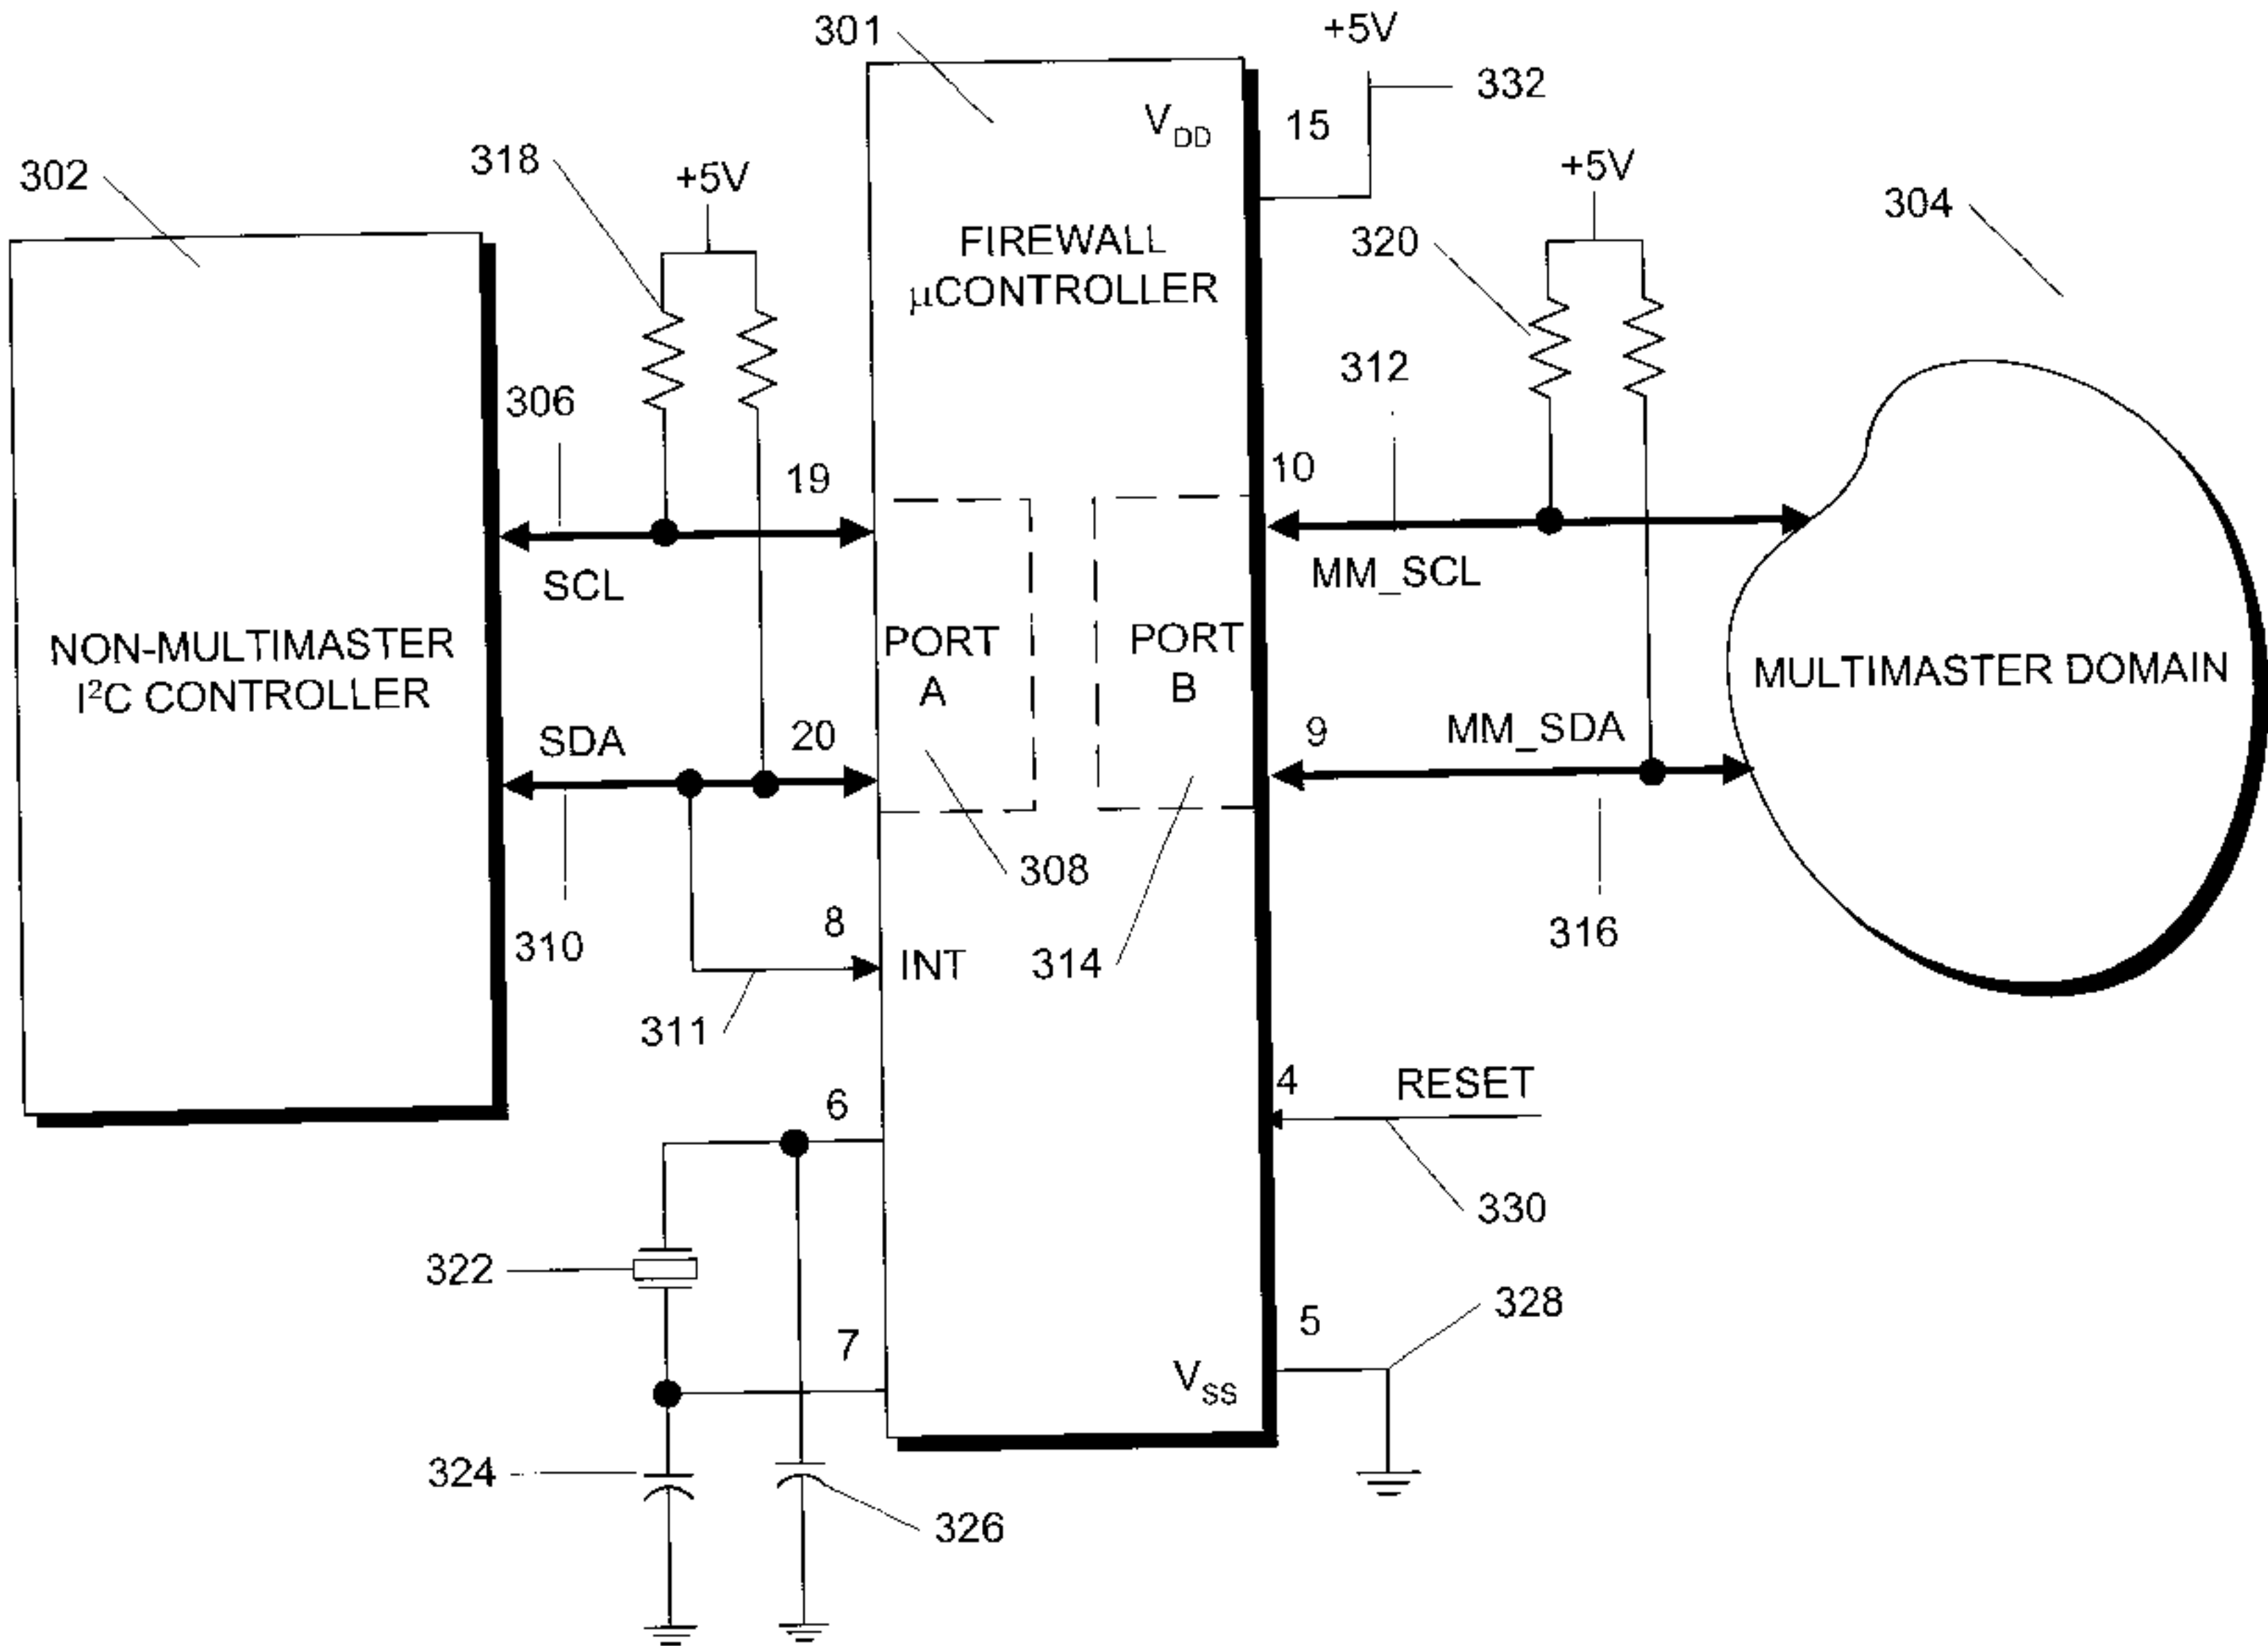 301
+5V
332
V_DD
15
302
318
+5V
+5V
304
320
FIREWALL
µCONTROLLER
306
312
19
10
SCL
MM_SCL
NON-MULTIMASTER
I²C CONTROLLER
PORT
A
PORT
B
MULTIMASTER DOMAIN
SDA
20
9
MM_SDA
308
8
310
INT
314
316
311
6
4
RESET
330
322
7
5
328
V_SS
324
326